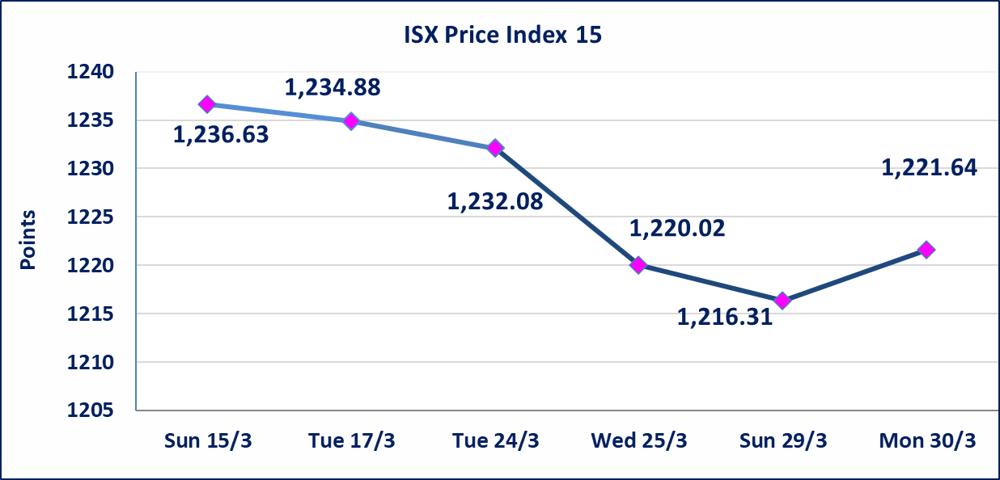 ISX Price Index 15
Points
1240
1235
1230
1225
1220
1215
1210
1205
1,236.63
1,234.88
1,232.08
1,220.02
1,216.31
1,221.64
Sun 15/3
Tue 17/3
Tue 24/3
Wed 25/3
Sun 29/3
Mon 30/3